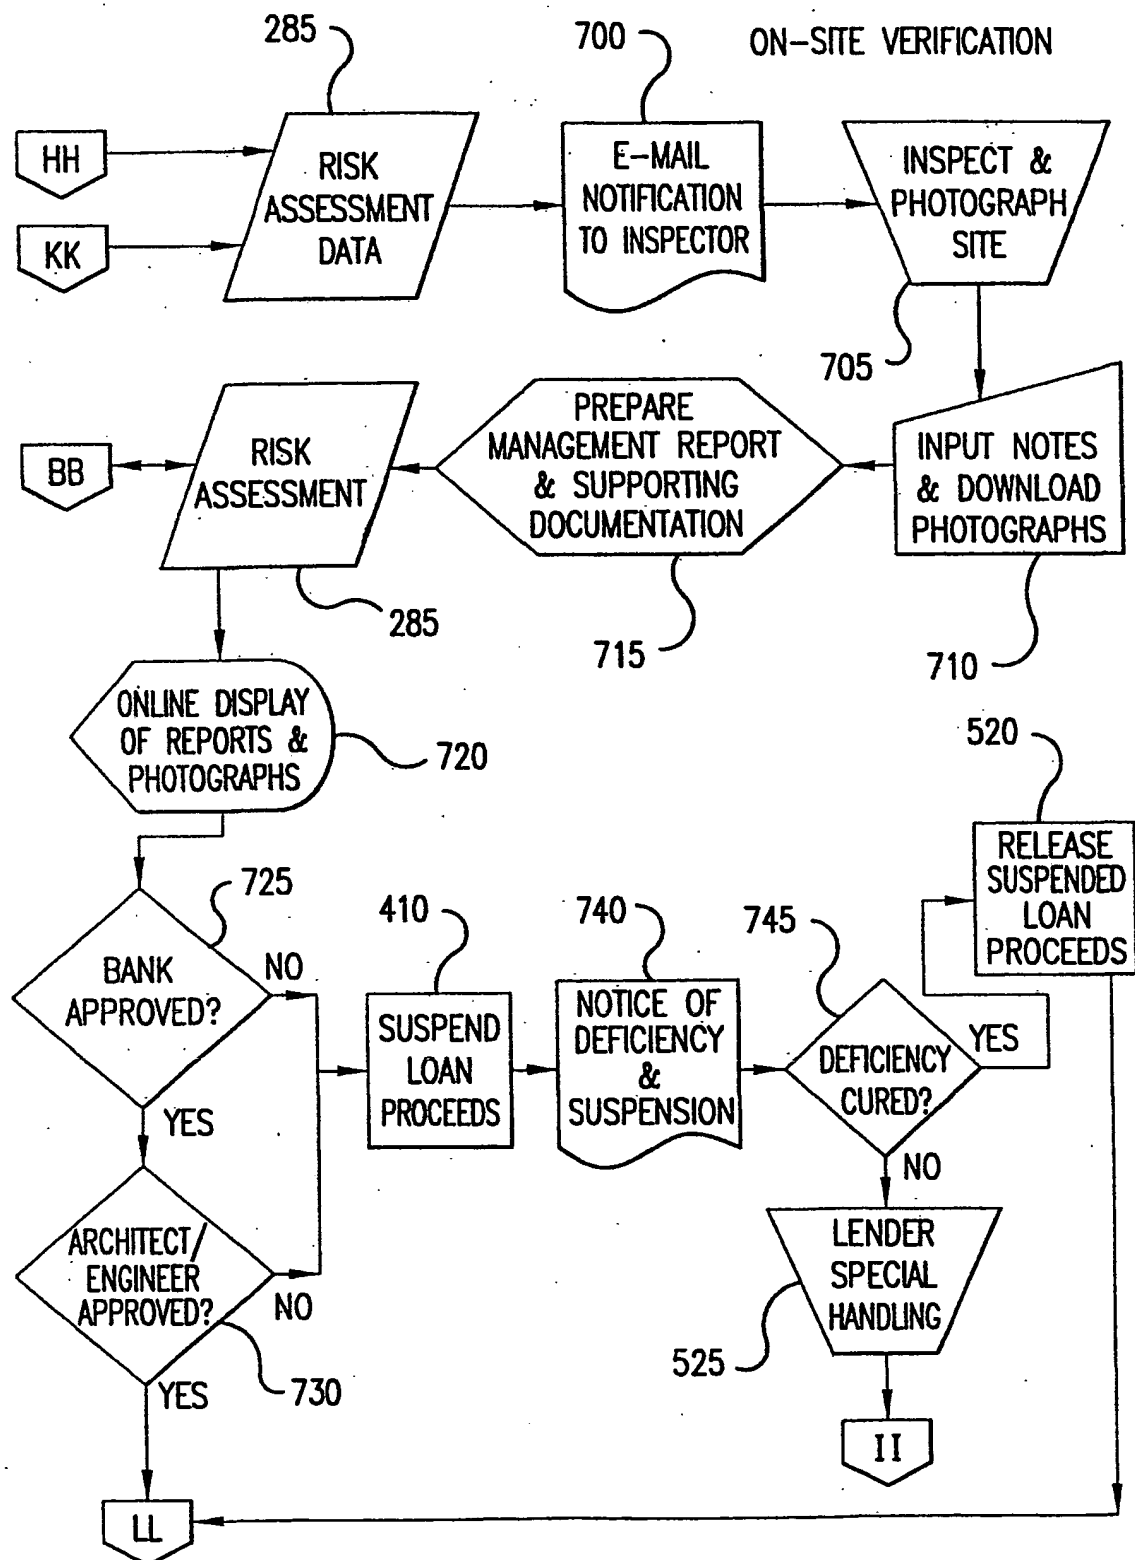 285
700
ON-SITE VERIFICATION
HH
KK
RISK
ASSESSMENT
DATA
E-MAIL
NOTIFICATION
TO INSPECTOR
INSPECT &
PHOTOGRAPH
SITE
705
BB
RISK
ASSESSMENT
285
PREPARE
MANAGEMENT REPORT
& SUPPORTING
DOCUMENTATION
715
INPUT NOTES
& DOWNLOAD
PHOTOGRAPHS
710
ONLINE DISPLAY
OF REPORTS &
PHOTOGRAPHS
720
520
RELEASE
SUSPENDED
LOAN
PROCEEDS
725
BANK
APPROVED?
NO
YES
410
SUSPEND
LOAN
PROCEEDS
740
NOTICE OF
DEFICIENCY
&
SUSPENSION
745
DEFICIENCY
CURED?
YES
NO
ARCHITECT/
ENGINEER
APPROVED?
NO
730
YES
LENDER
SPECIAL
HANDLING
525
II
LL